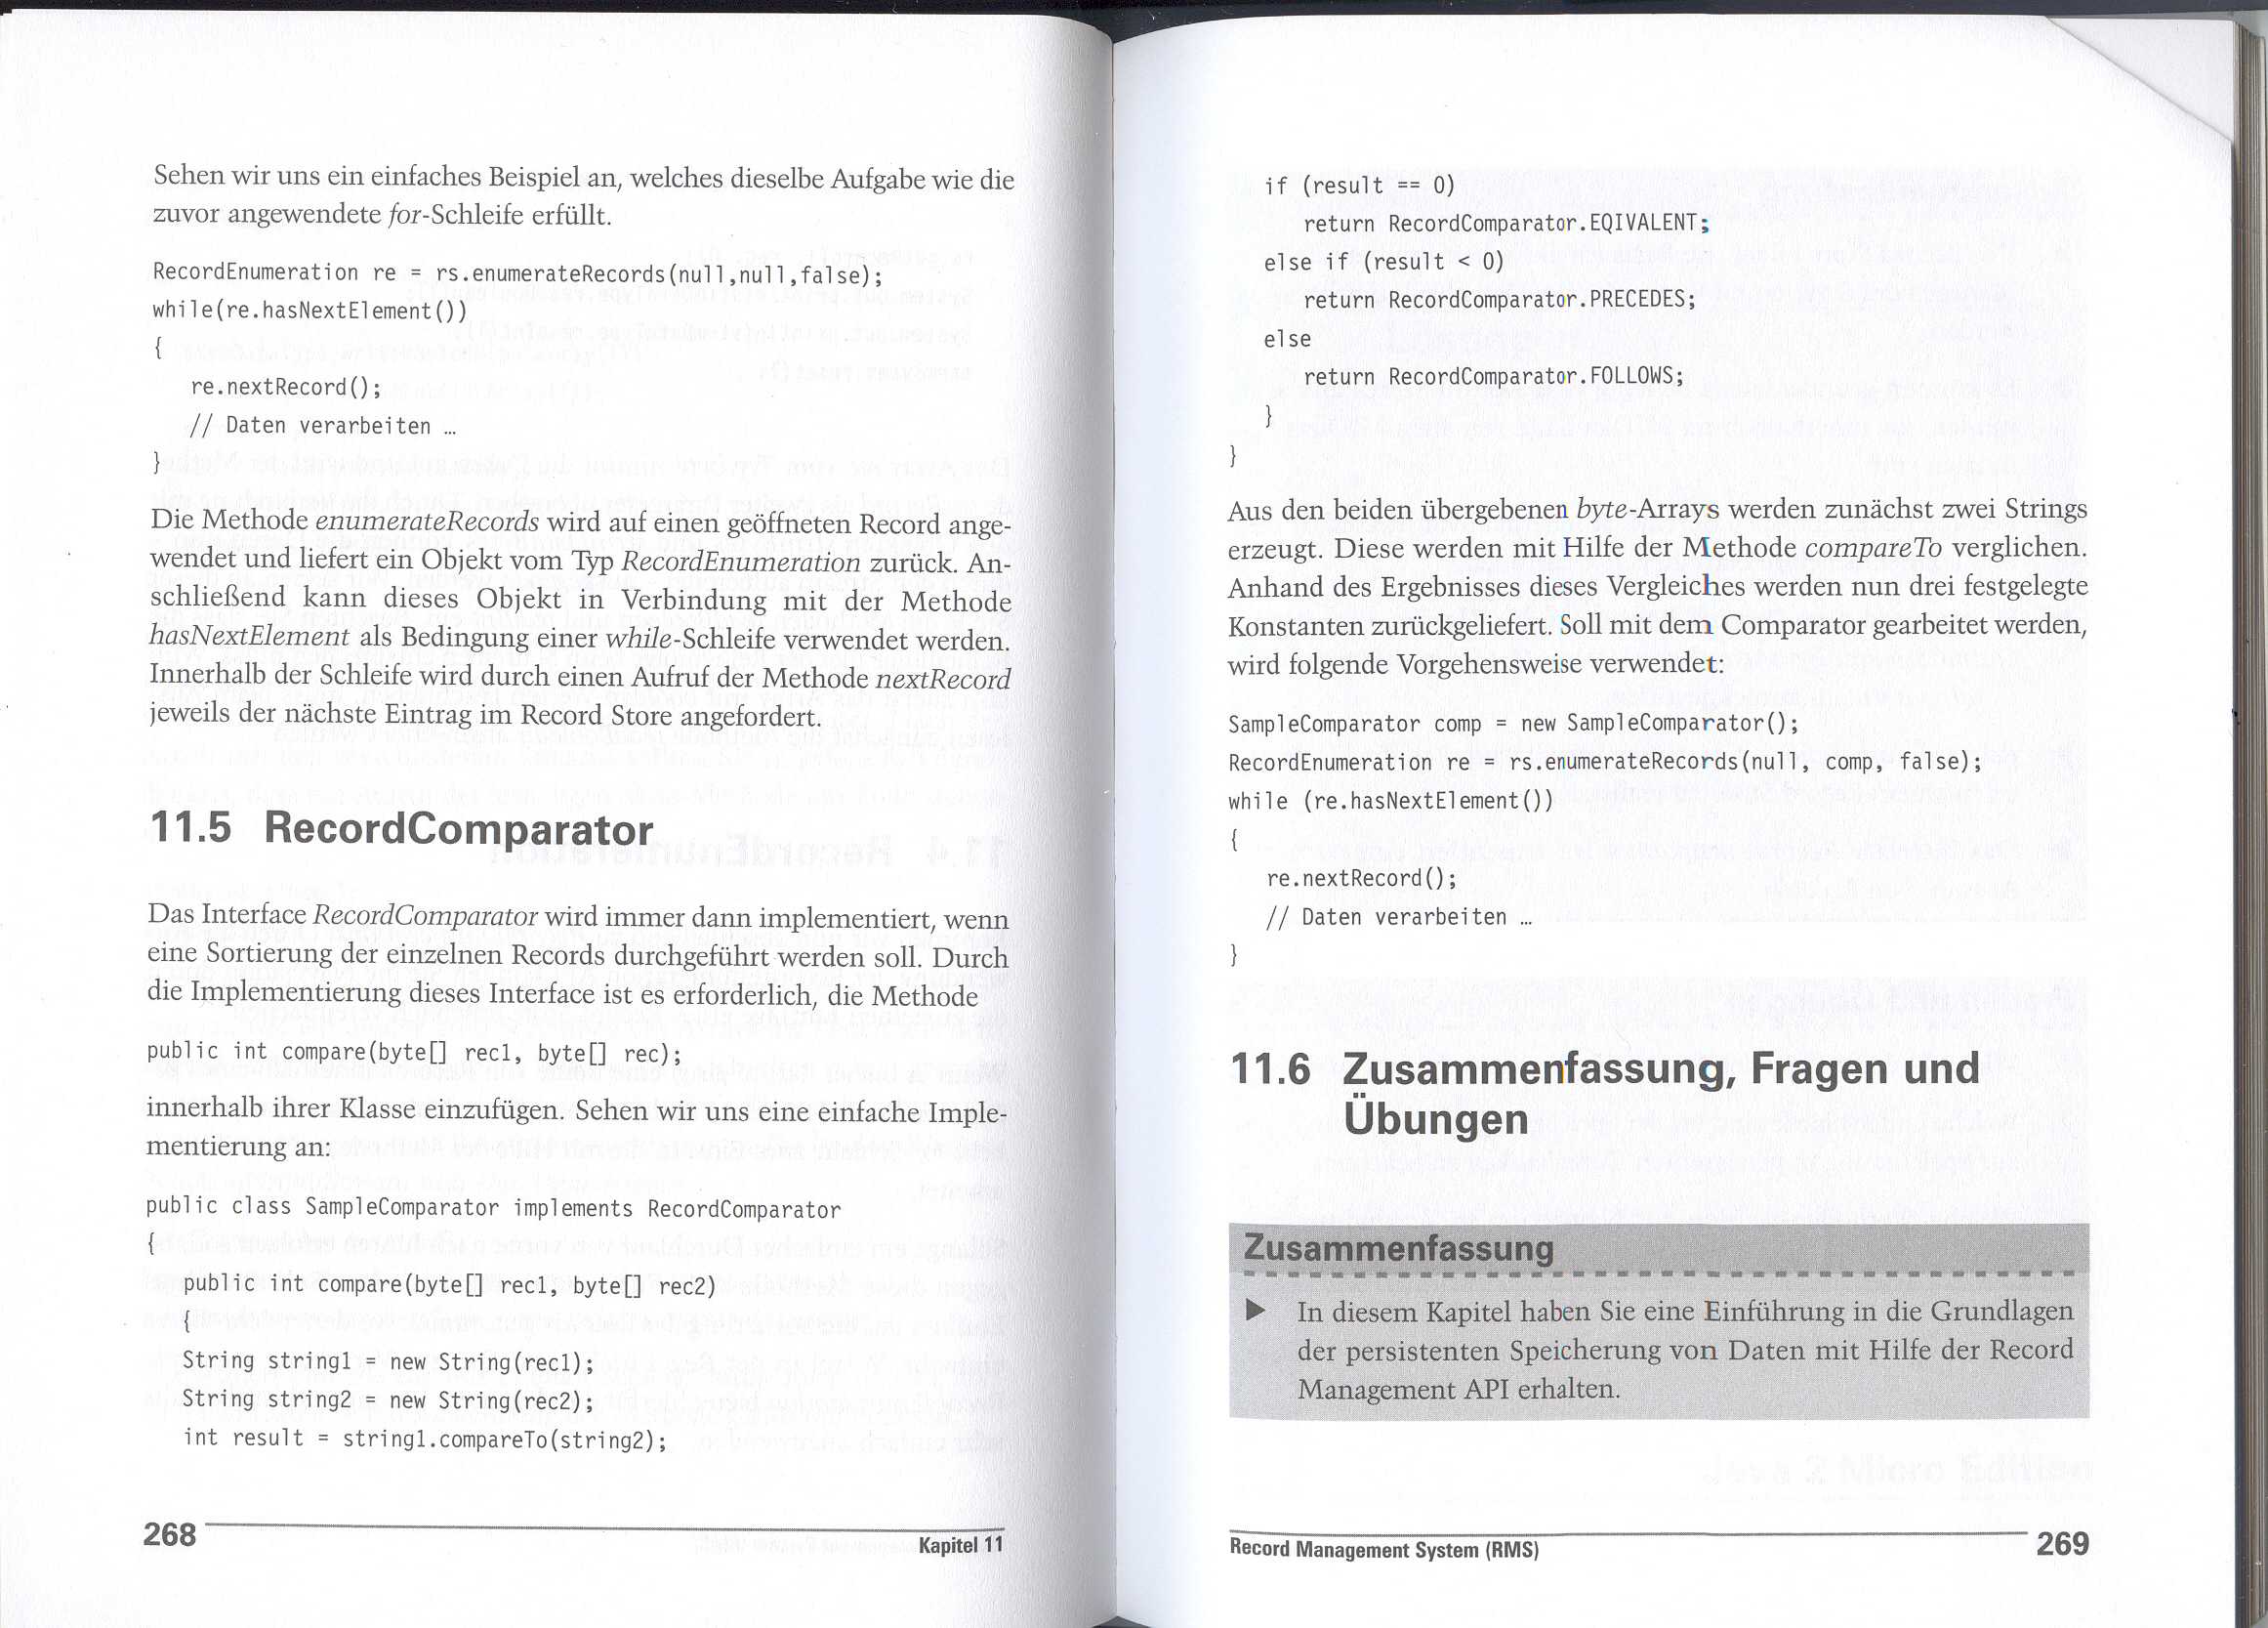 Sehen wir uns ein einfaches Beispiel an, welches dieselbe Aufgabe wie die
zuvor angewendete for-Schleife erfüllt.
RecordEnumeration re = rs.enumerateRecords(null,null,false);
while(re.hasNextElement())
{
re.nextRecord();
// Daten verarbeiten …
}
Die Methode enumerateRecords wird auf einen geöffneten Record ange-
wendet und liefert ein Objekt vom Typ RecordEnumeration zurück. An-
schließend kann dieses Objekt in Verbindung mit der Methode
hasNextElement als Bedingung einer while-Schleife verwendet werden.
Innerhalb der Schleife wird durch einen Aufruf der Methode nextRecord
jeweils der nächste Eintrag im Record Store angefordert.
11.5 RecordComparator
Das Interface RecordComparator wird immer dann implementiert, wenn
eine Sortierung der einzelnen Records durchgeführt werden soll. Durch
die Implementierung dieses Interface ist es erforderlich, die Methode
public int compare(byte[] rec1, byte[] rec);
innerhalb ihrer Klasse einzufügen. Sehen wir uns eine einfache Imple-
mentierung an:
public class SampleComparator implements RecordComparator
{
public int compare(byte[] rec1, byte[] rec2)
{
String string1 = new String(rec1);
String string2 = new String(rec2);
int result = string1.compareTo(string2);
268
Kapitel 11
if (result == 0)
return RecordComparator.EQIVALENT;
else if (result < 0)
return RecordComparator.PRECEDES;
else
return RecordComparator.FOLLOWS;
}
}
Aus den beiden übergebenen byte-Arrays werden zunächst zwei Strings
erzeugt. Diese werden mit Hilfe der Methode compareTo verglichen.
Anhand des Ergebnisses dieses Vergleiches werden nun drei festgelegte
Konstanten zurückgeliefert. Soll mit dem Comparator gearbeitet werden,
wird folgende Vorgehensweise verwendet:
SampleComparator comp = new SampleComparator();
RecordEnumeration re = rs.enumerateRecords(null, comp, false);
while (re.hasNextElement())
{
re.nextRecord();
// Daten verarbeiten …
}
11.6 Zusammenfassung, Fragen und
Übungen
Zusammenfassung
▶ In diesem Kapitel haben Sie eine Einführung in die Grundlagen
der persistenten Speicherung von Daten mit Hilfe der Record
Management API erhalten.
Record Management System (RMS)
269